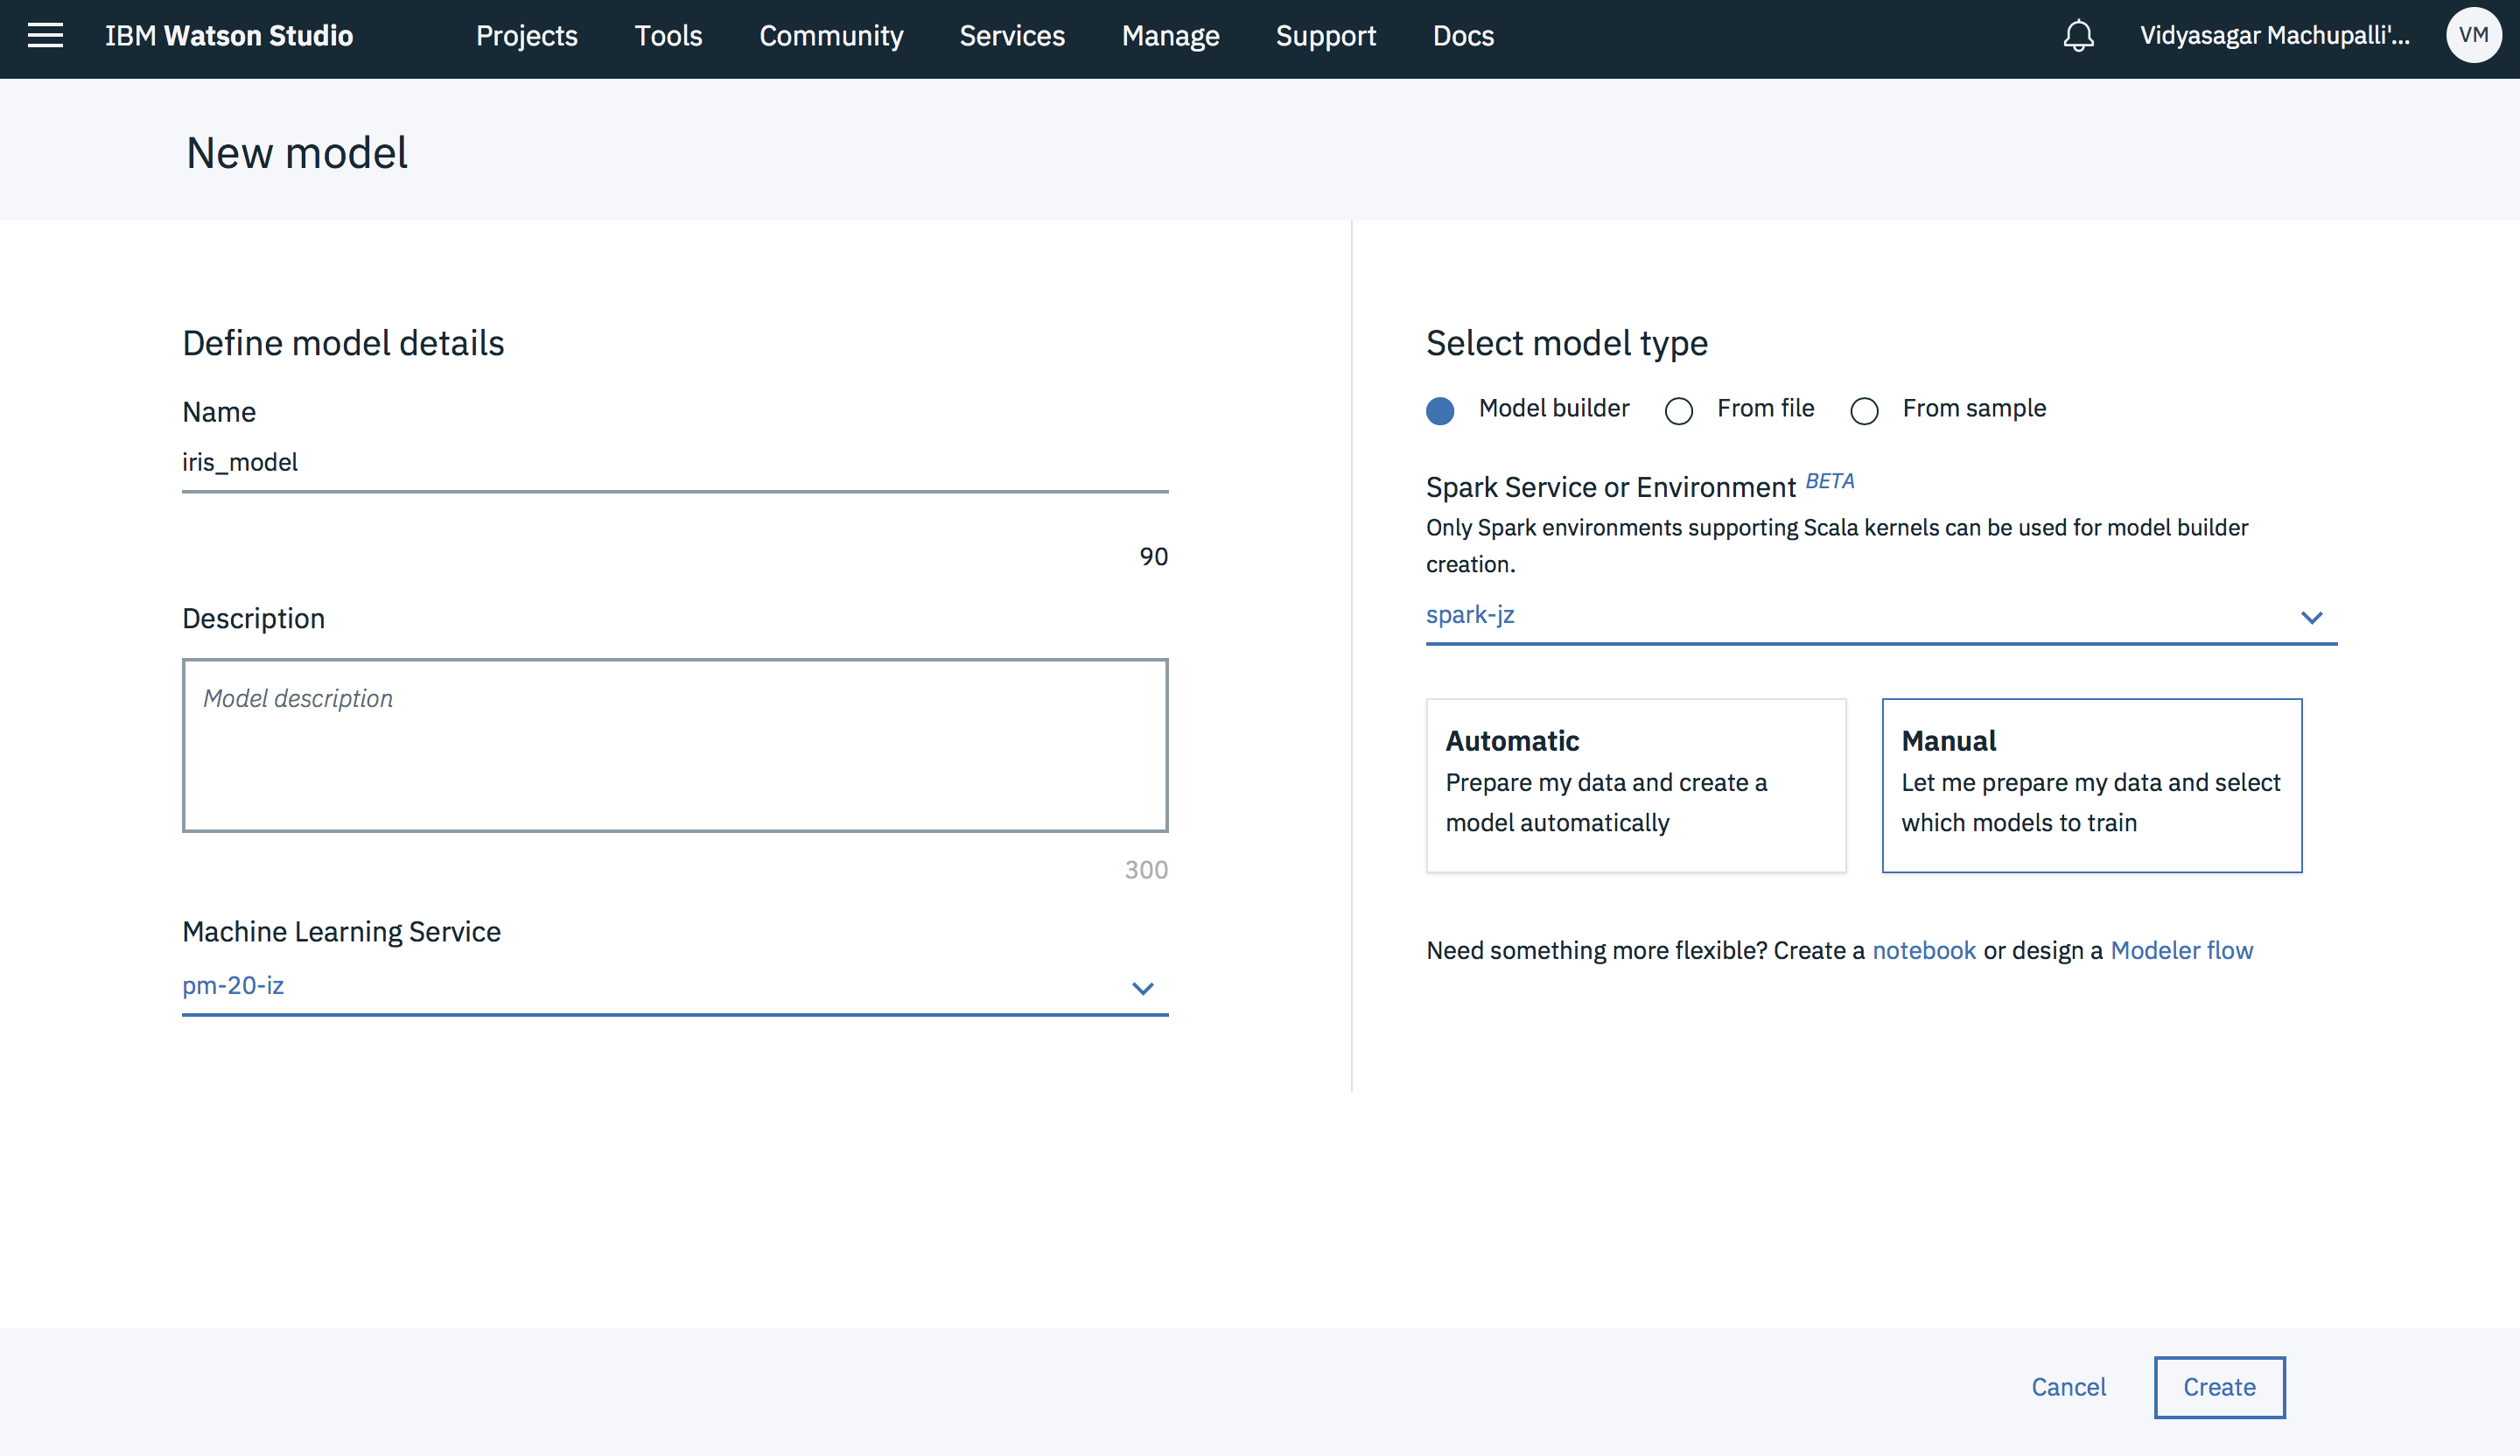 IBM Watson Studio
Projects
Tools
Community
Services
Manage
Support
Docs
Vidyasagar Machupalli'...
VM
New model
Define model details
Name
iris_model
90
Description
Model description
300
Machine Learning Service
pm-20-iz
Select model type
Model builder
From file
From sample
Spark Service or Environment BETA
Only Spark environments supporting Scala kernels can be used for model builder
creation.
spark-jz
Automatic
Prepare my data and create a
model automatically
Manual
Let me prepare my data and select
which models to train
Need something more flexible? Create a notebook or design a Modeler flow
Cancel
Create